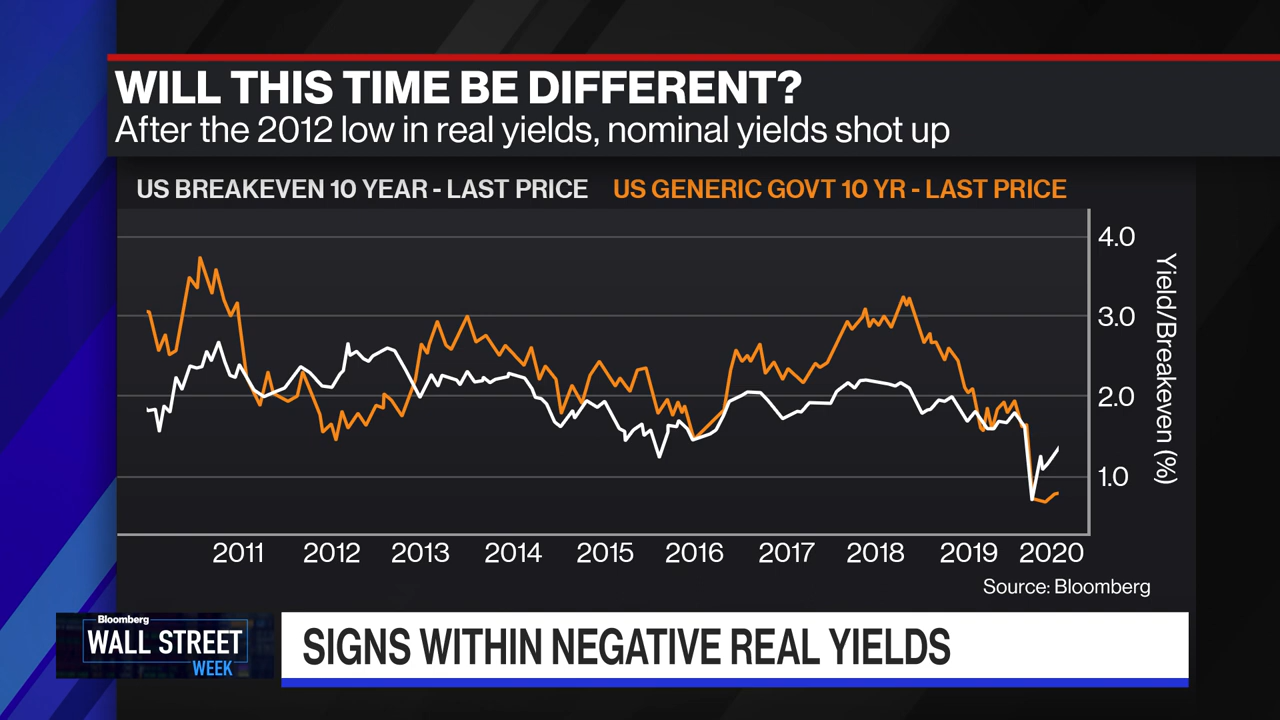 WILL THIS TIME BE DIFFERENT?
After the 2012 low in real yields, nominal yields shot up
US BREAKEVEN 10 YEAR - LAST PRICE US GENERIC GOVT 10 YR - LAST PRICE
4.0
3.0
2.0
1.0
Yield/Breakeven (%)
2011 2012 2013 2014 2015 2016 2017 2018 2019 2020
Source: Bloomberg
Bloomberg
WALL STREET
WEEK
SIGNS WITHIN NEGATIVE REAL YIELDS